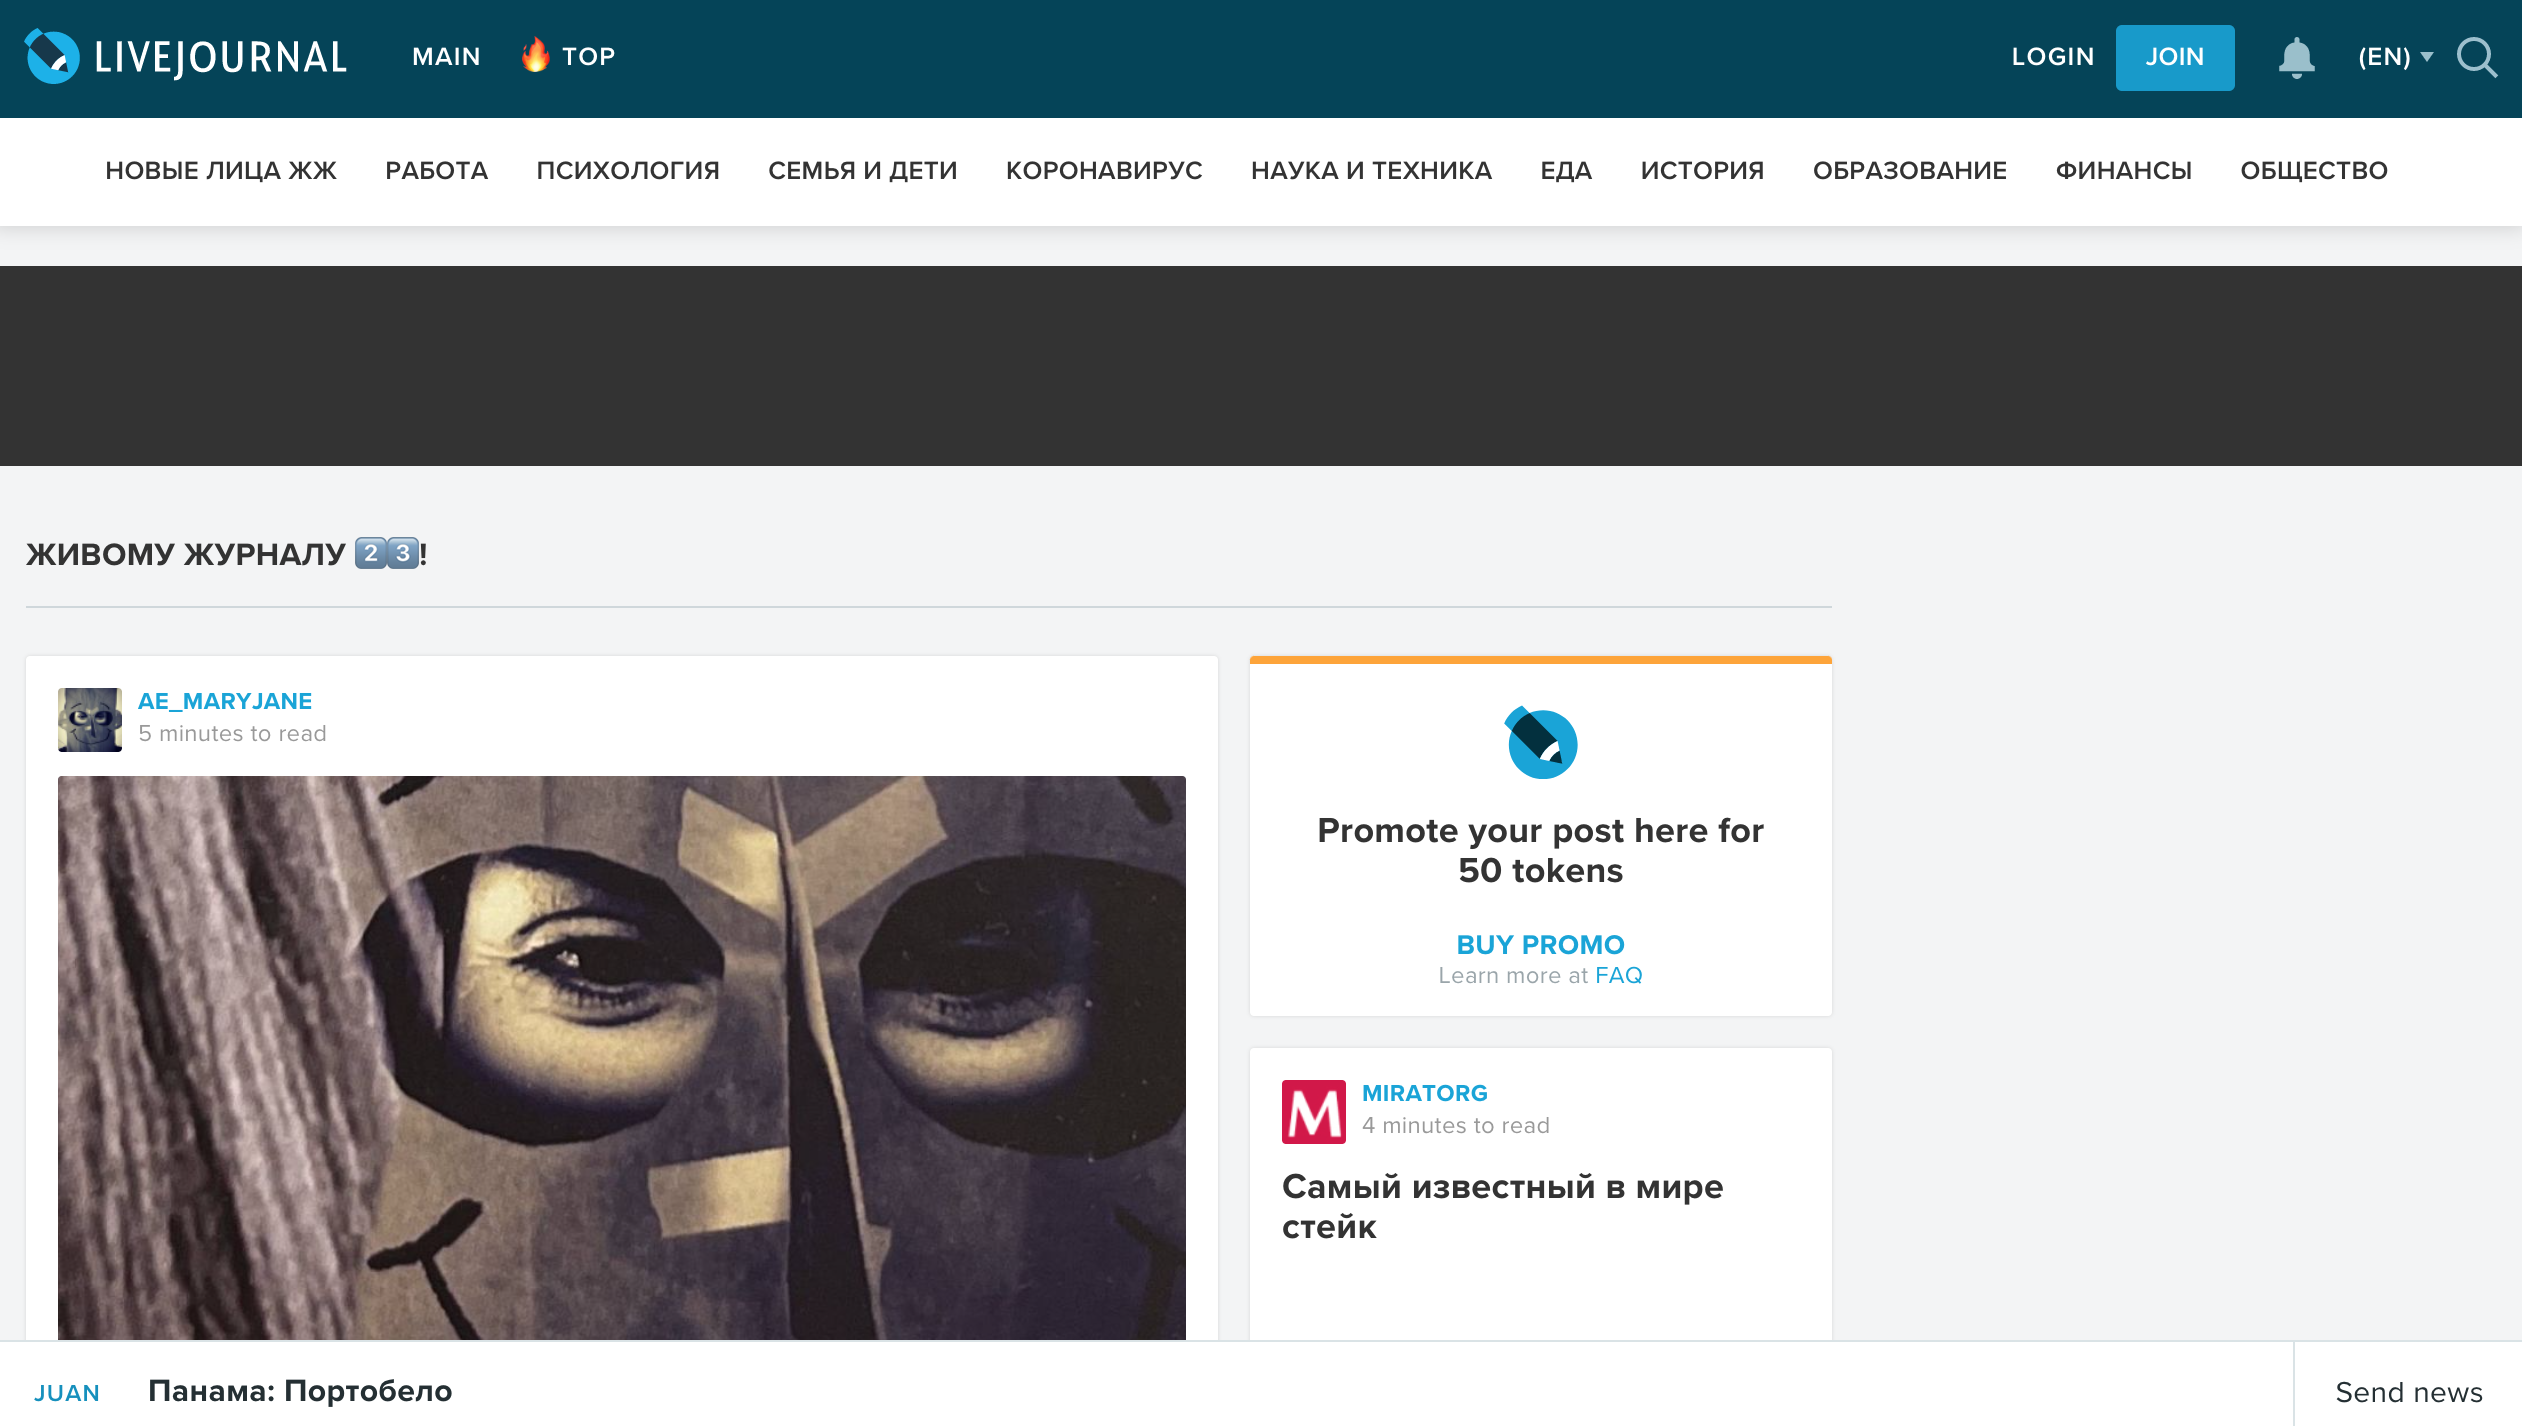 LIVEJOURNAL MAIN 🔥 TOP LOGIN JOIN (EN)
НОВЫЕ ЛИЦА ЖЖ РАБОТА ПСИХОЛОГИЯ СЕМЬЯ И ДЕТИ КОРОНАВИРУС НАУКА И ТЕХНИКА ЕДА ИСТОРИЯ ОБРАЗОВАНИЕ ФИНАНСЫ ОБЩЕСТВО
ЖИВОМУ ЖУРНАЛУ 2️⃣3️⃣!
AE_MARYJANE
5 minutes to read
Promote your post here for
50 tokens
BUY PROMO
Learn more at FAQ
M
MIRATORG
4 minutes to read
Самый известный в мире
стейк
JUAN Панама: Портобело Send news